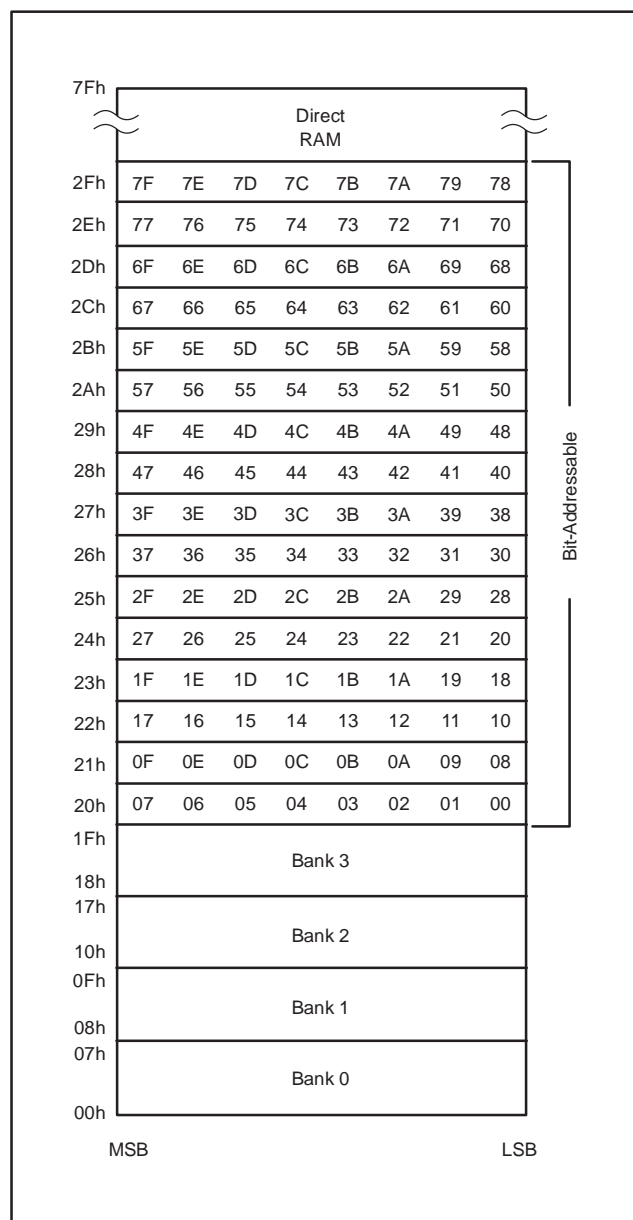 7Fh
Direct
RAM
2Fh 7F 7E 7D 7C 7B 7A 79 78
2Eh 77 76 75 74 73 72 71 70
2Dh 6F 6E 6D 6C 6B 6A 69 68
2Ch 67 66 65 64 63 62 61 60
2Bh 5F 5E 5D 5C 5B 5A 59 58
2Ah 57 56 55 54 53 52 51 50
29h 4F 4E 4D 4C 4B 4A 49 48
28h 47 46 45 44 43 42 41 40
27h 3F 3E 3D 3C 3B 3A 39 38
26h 37 36 35 34 33 32 31 30
25h 2F 2E 2D 2C 2B 2A 29 28
24h 27 26 25 24 23 22 21 20
23h 1F 1E 1D 1C 1B 1A 19 18
22h 17 16 15 14 13 12 11 10
21h 0F 0E 0D 0C 0B 0A 09 08
20h 07 06 05 04 03 02 01 00
Bit-Addressable
1Fh
Bank 3
18h
17h
Bank 2
10h
0Fh
Bank 1
08h
07h
Bank 0
00h
MSB LSB